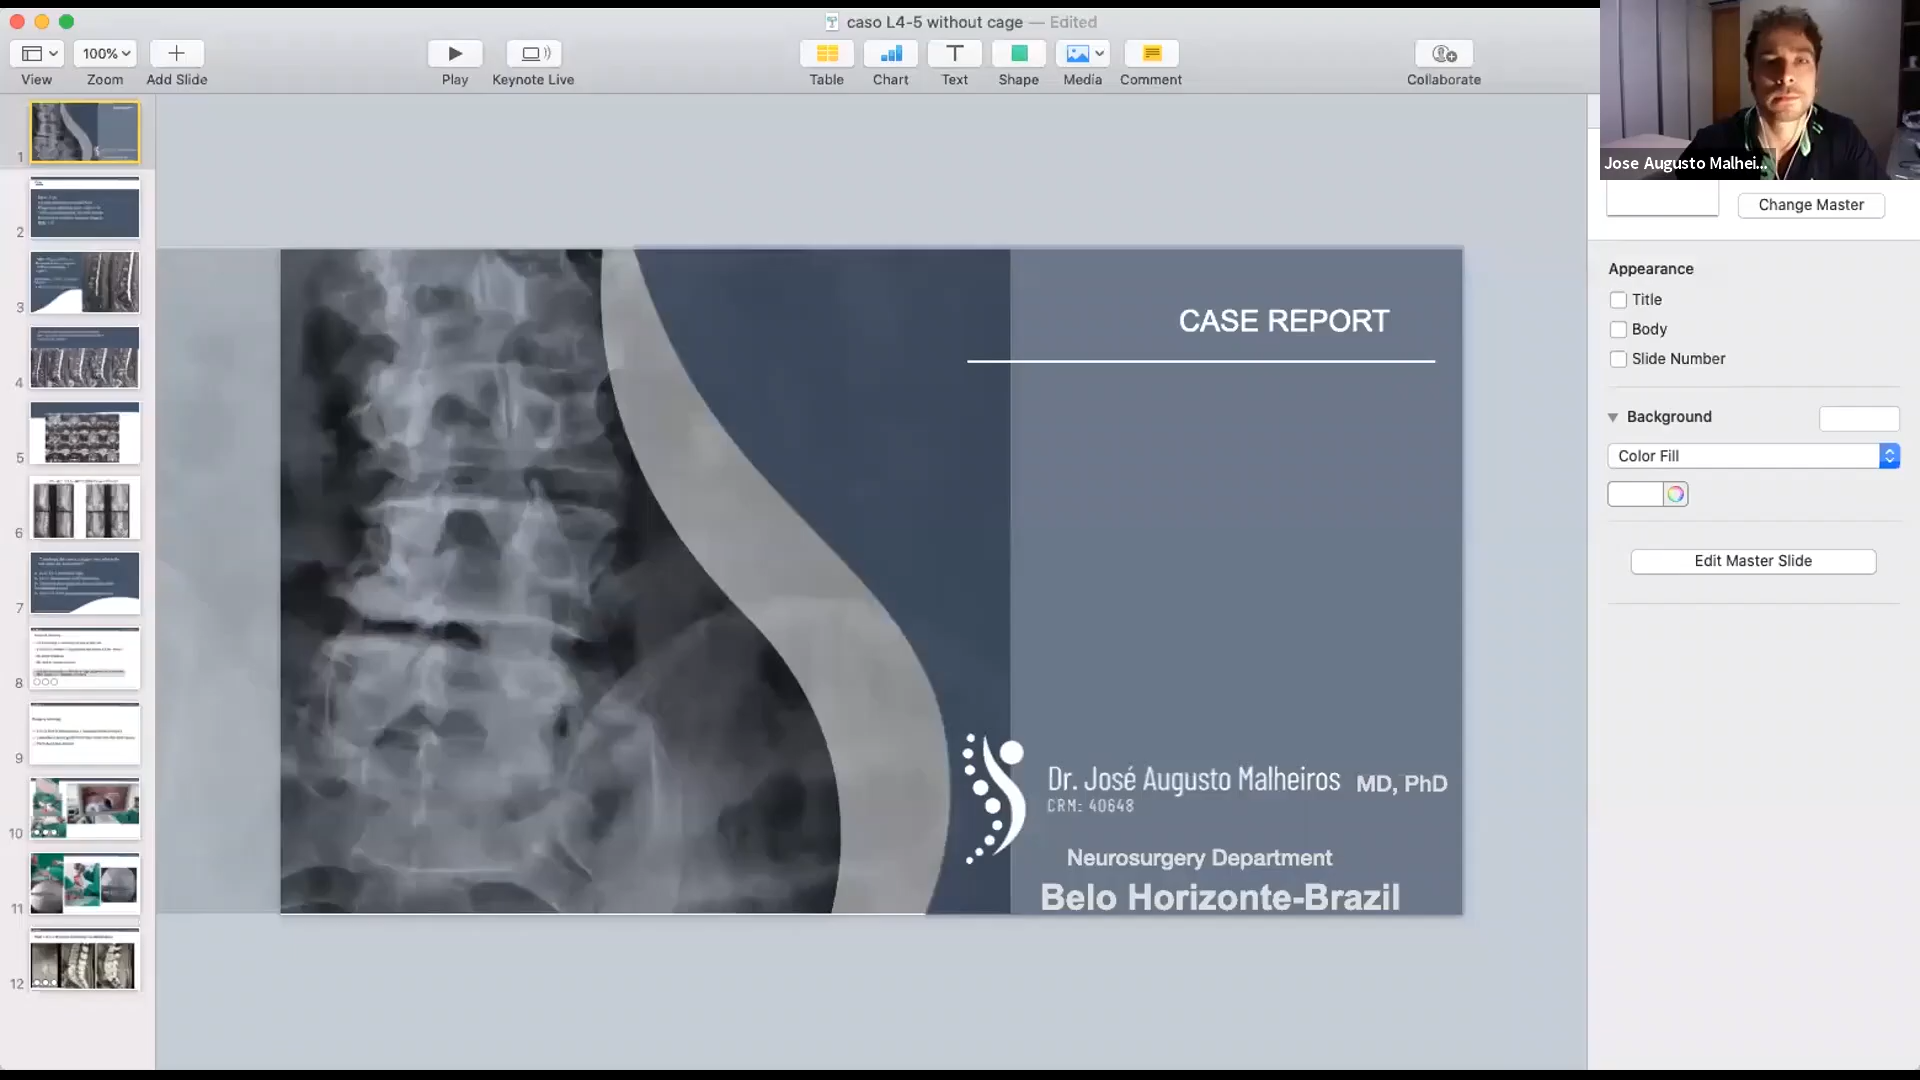 caso L4-5 without cage — Edited
100%
View
Zoom
Add Slide
Play
Keynote Live
Table
Chart
Text
Shape
Media
Comment
Collaborate
Jose Augusto Malhei...
Change Master
Appearance
Title
Body
Slide Number
Background
Color Fill
Edit Master Slide
1
2
3
4
5
6
7
8
9
10
11
12
CASE REPORT
Dr. José Augusto Malheiros MD, PhD
CRM: 40648
Neurosurgery Department
Belo Horizonte-Brazil